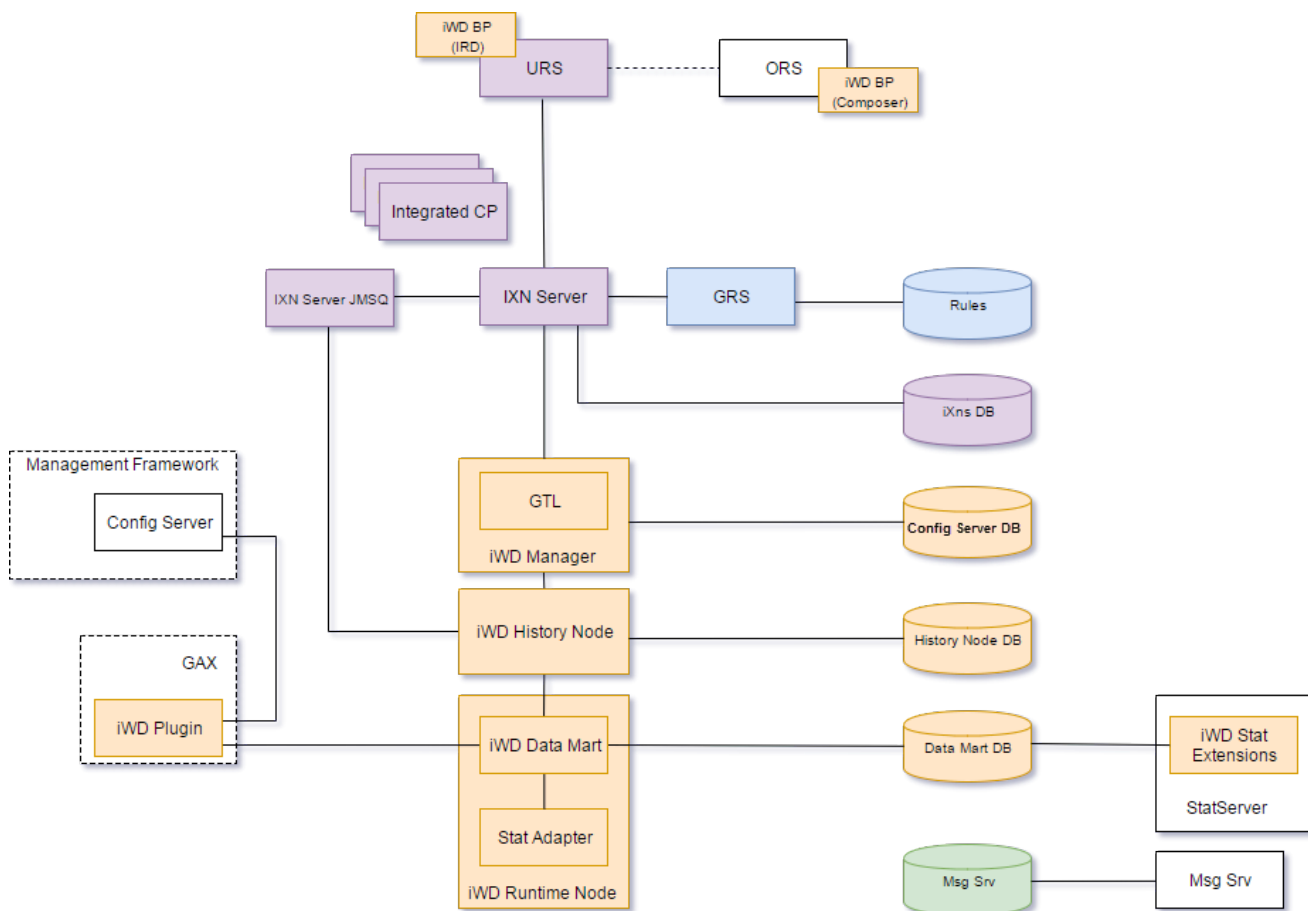 iWD BP
(IRD)
URS
ORS
iWD BP
(Composer)
Integrated CP
IXN Server JMSQ
IXN Server
GRS
Rules
iXns DB
Management Framework
Config Server
GTL
iWD Manager
Config Server DB
iWD History Node
History Node DB
GAX
iWD Plugin
iWD Data Mart
Data Mart DB
iWD Stat
Extensions
StatServer
Stat Adapter
iWD Runtime Node
Msg Srv
Msg Srv